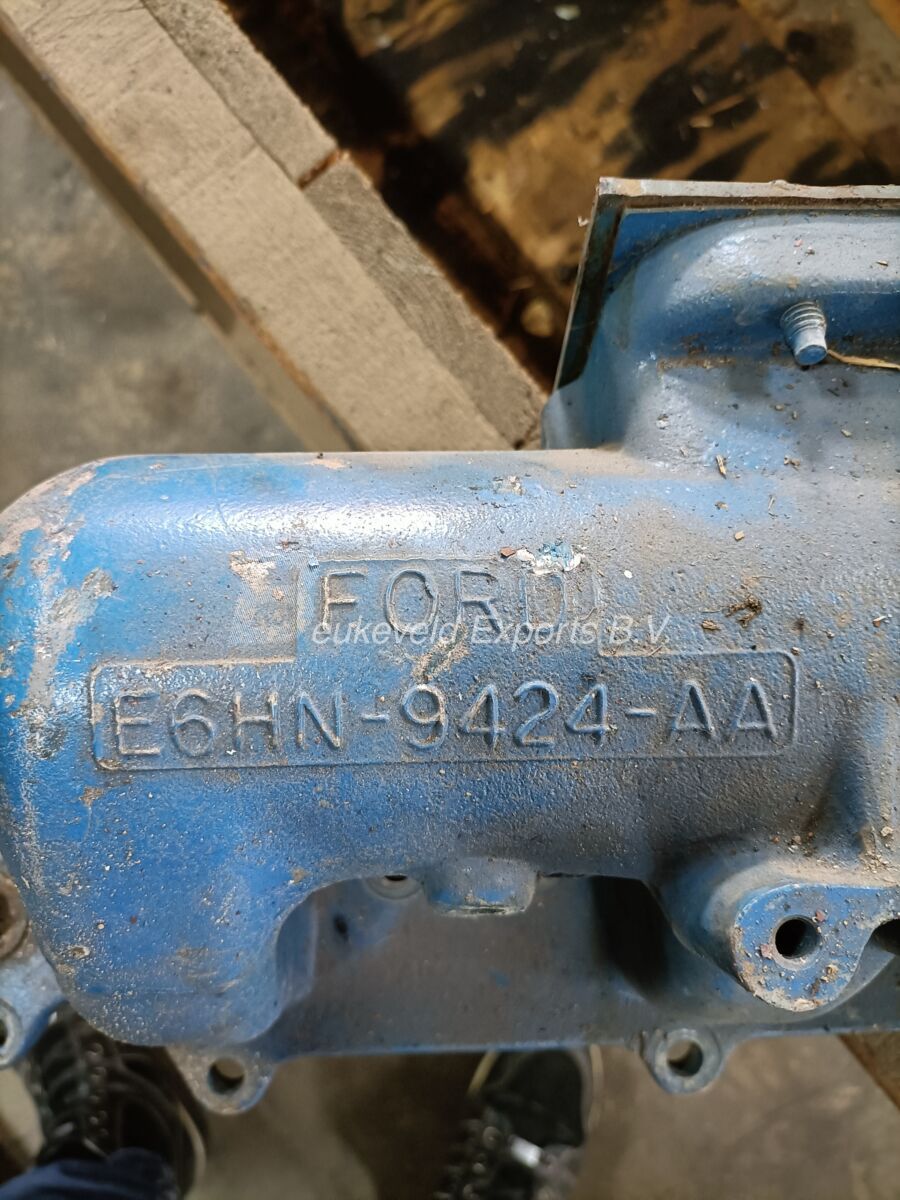 FORD
eukeveld Exports B.V.
E6HN-9424-AA